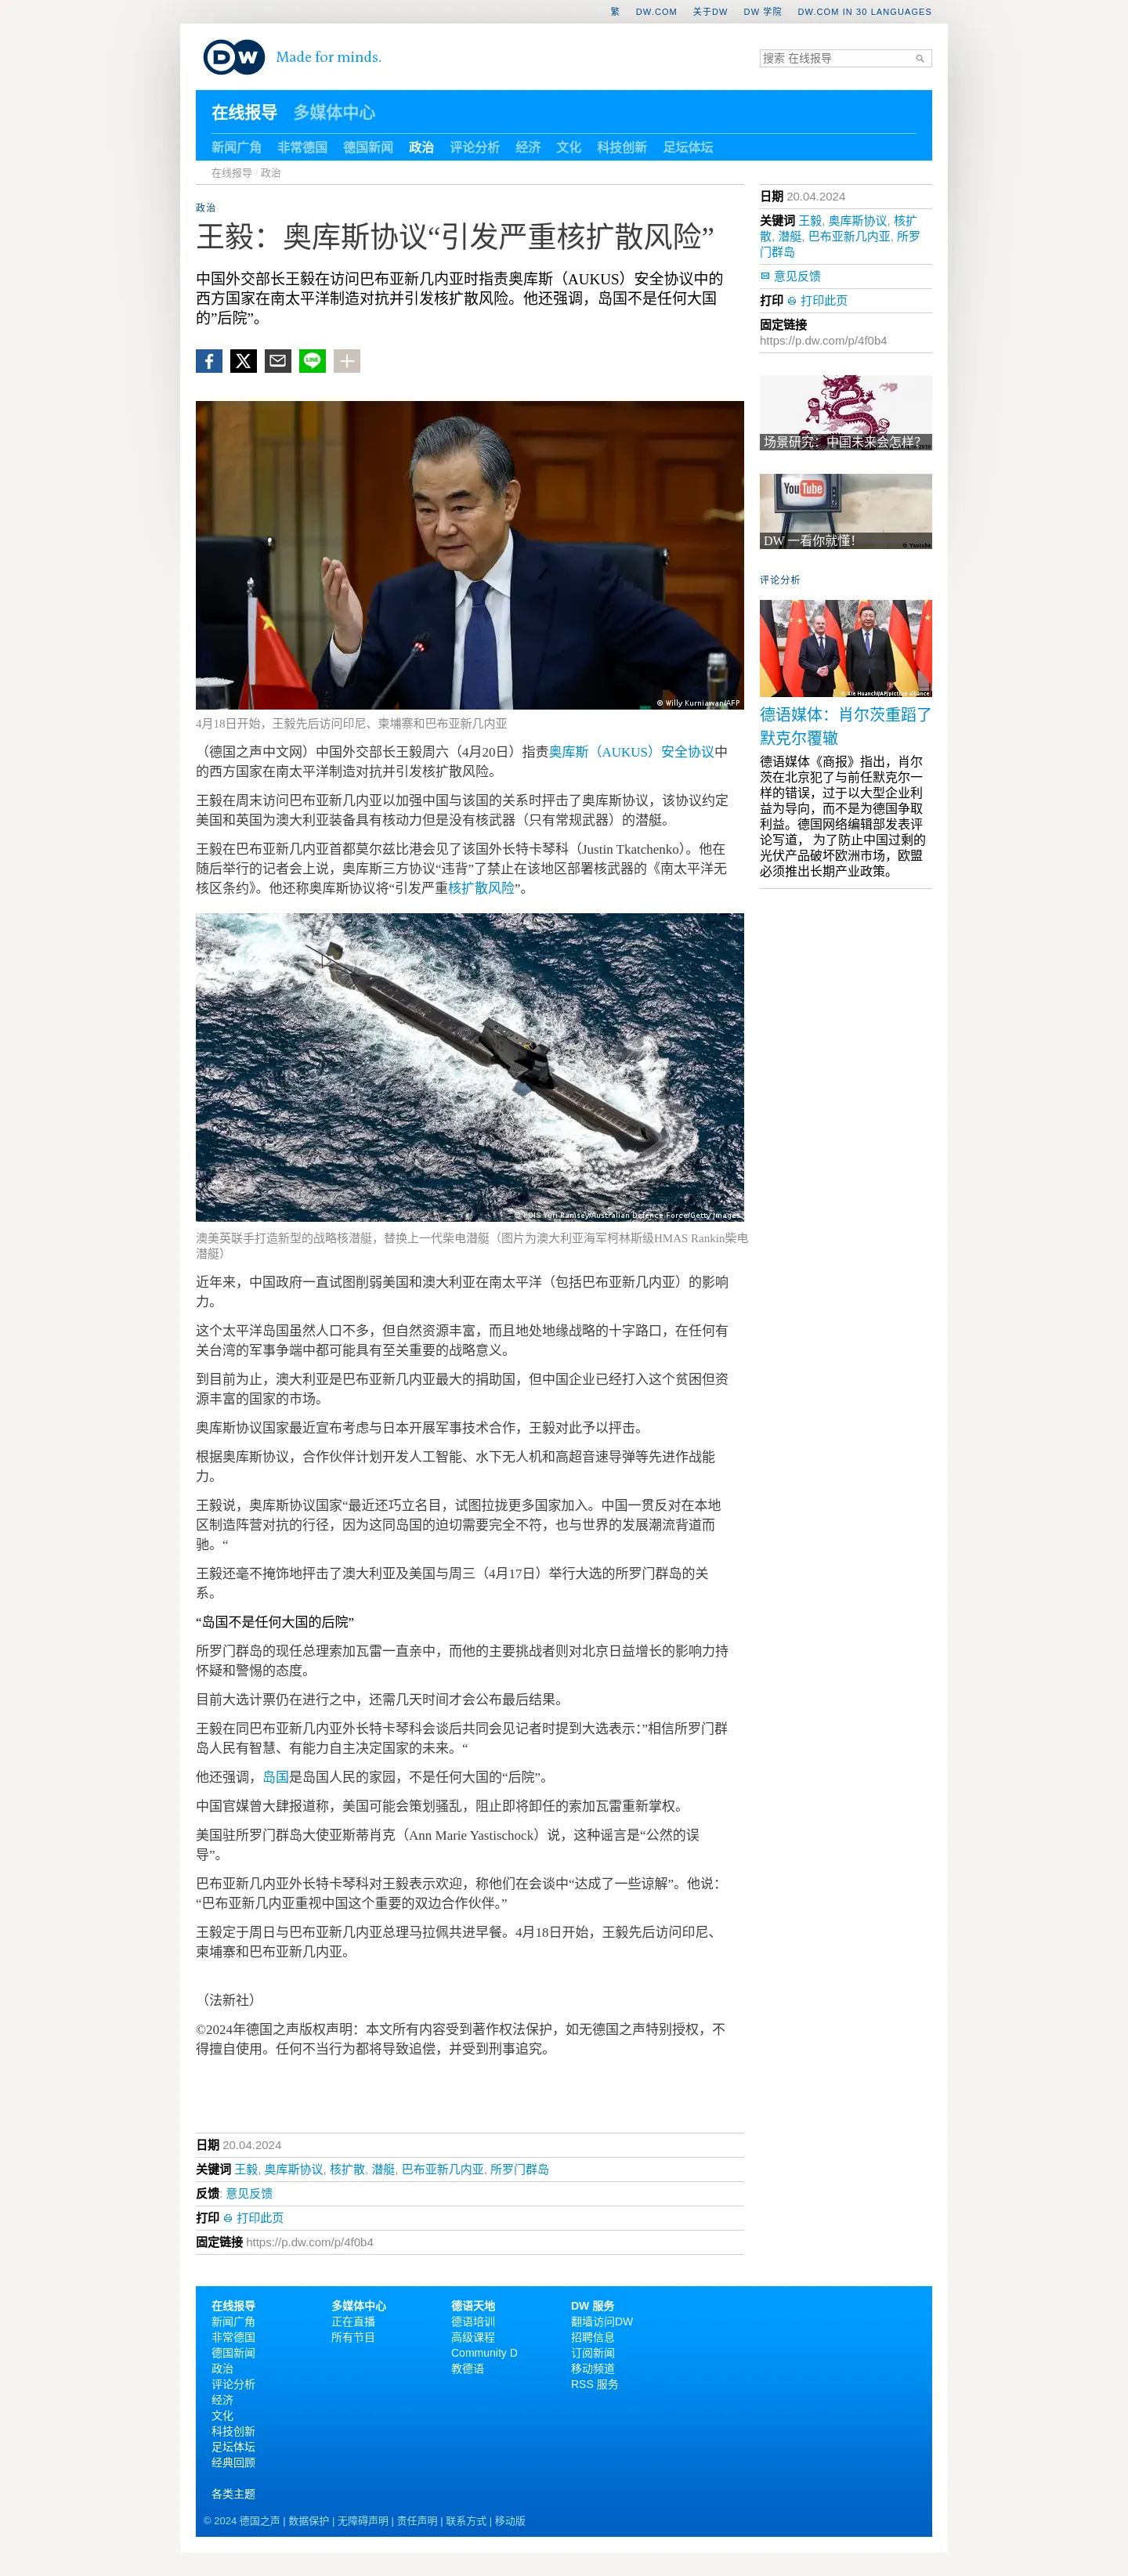 繁 DW.COM 关于DW DW 学院 DW.COM IN 30 LANGUAGES
DW Made for minds.
搜索 在线报导
在线报导 多媒体中心
新闻广角 非常德国 德国新闻 政治 评论分析 经济 文化 科技创新 足坛体坛
在线报导 / 政治
政治
王毅：奥库斯协议“引发严重核扩散风险”
中国外交部长王毅在访问巴布亚新几内亚时指责奥库斯（AUKUS）安全协议中的
西方国家在南太平洋制造对抗并引发核扩散风险。他还强调，岛国不是任何大国
的”后院”。
LINE
© Willy Kurniawan/AFP
4月18日开始，王毅先后访问印尼、柬埔寨和巴布亚新几内亚
（德国之声中文网）中国外交部长王毅周六（4月20日）指责奥库斯（AUKUS）安全协议中
的西方国家在南太平洋制造对抗并引发核扩散风险。
王毅在周末访问巴布亚新几内亚以加强中国与该国的关系时抨击了奥库斯协议，该协议约定
美国和英国为澳大利亚装备具有核动力但是没有核武器（只有常规武器）的潜艇。
王毅在巴布亚新几内亚首都莫尔兹比港会见了该国外长特卡琴科（Justin Tkatchenko）。他在
随后举行的记者会上说，奥库斯三方协议“违背”了禁止在该地区部署核武器的《南太平洋无
核区条约》。他还称奥库斯协议将“引发严重核扩散风险”。
© POIS Yuri Ramsey/Australian Defence Force/Getty Images
澳美英联手打造新型的战略核潜艇，替换上一代柴电潜艇（图片为澳大利亚海军柯林斯级HMAS Rankin柴电
潜艇）
近年来，中国政府一直试图削弱美国和澳大利亚在南太平洋（包括巴布亚新几内亚）的影响
力。
这个太平洋岛国虽然人口不多，但自然资源丰富，而且地处地缘战略的十字路口，在任何有
关台湾的军事争端中都可能具有至关重要的战略意义。
到目前为止，澳大利亚是巴布亚新几内亚最大的捐助国，但中国企业已经打入这个贫困但资
源丰富的国家的市场。
奥库斯协议国家最近宣布考虑与日本开展军事技术合作，王毅对此予以抨击。
根据奥库斯协议，合作伙伴计划开发人工智能、水下无人机和高超音速导弹等先进作战能
力。
王毅说，奥库斯协议国家“最近还巧立名目，试图拉拢更多国家加入。中国一贯反对在本地
区制造阵营对抗的行径，因为这同岛国的迫切需要完全不符，也与世界的发展潮流背道而
驰。“
王毅还毫不掩饰地抨击了澳大利亚及美国与周三（4月17日）举行大选的所罗门群岛的关
系。
“岛国不是任何大国的后院”
所罗门群岛的现任总理索加瓦雷一直亲中，而他的主要挑战者则对北京日益增长的影响力持
怀疑和警惕的态度。
目前大选计票仍在进行之中，还需几天时间才会公布最后结果。
王毅在同巴布亚新几内亚外长特卡琴科会谈后共同会见记者时提到大选表示：”相信所罗门群
岛人民有智慧、有能力自主决定国家的未来。“
他还强调，岛国是岛国人民的家园，不是任何大国的“后院”。
中国官媒曾大肆报道称，美国可能会策划骚乱，阻止即将卸任的索加瓦雷重新掌权。
美国驻所罗门群岛大使亚斯蒂肖克（Ann Marie Yastischock）说，这种谣言是“公然的误
导”。
巴布亚新几内亚外长特卡琴科对王毅表示欢迎，称他们在会谈中“达成了一些谅解”。他说：
“巴布亚新几内亚重视中国这个重要的双边合作伙伴。”
王毅定于周日与巴布亚新几内亚总理马拉佩共进早餐。4月18日开始，王毅先后访问印尼、
柬埔寨和巴布亚新几内亚。
（法新社）
©2024年德国之声版权声明：本文所有内容受到著作权法保护，如无德国之声特别授权，不
得擅自使用。任何不当行为都将导致追偿，并受到刑事追究。
日期 20.04.2024
关键词 王毅, 奥库斯协议, 核扩散, 潜艇, 巴布亚新几内亚, 所罗门群岛
反馈: 意见反馈
打印 打印此页
固定链接 https://p.dw.com/p/4f0b4
日期 20.04.2024
关键词 王毅, 奥库斯协议, 核扩
散, 潜艇, 巴布亚新几内亚, 所罗
门群岛
意见反馈
打印 打印此页
固定链接
https://p.dw.com/p/4f0b4
场景研究：中国未来会怎样？
You Tube
DW 一看你就懂！
© Youtube
评论分析
德语媒体：肖尔茨重蹈了
默克尔覆辙
德语媒体《商报》指出，肖尔
茨在北京犯了与前任默克尔一
样的错误，过于以大型企业利
益为导向，而不是为德国争取
利益。德国网络编辑部发表评
论写道， 为了防止中国过剩的
光伏产品破坏欧洲市场，欧盟
必须推出长期产业政策。
在线报导
新闻广角
非常德国
德国新闻
政治
评论分析
经济
文化
科技创新
足坛体坛
经典回顾
各类主题
多媒体中心
正在直播
所有节目
德语天地
德语培训
高级课程
Community D
教德语
DW 服务
翻墙访问DW
招聘信息
订阅新闻
移动频道
RSS 服务
© 2024 德国之声 | 数据保护 | 无障碍声明 | 责任声明 | 联系方式 | 移动版